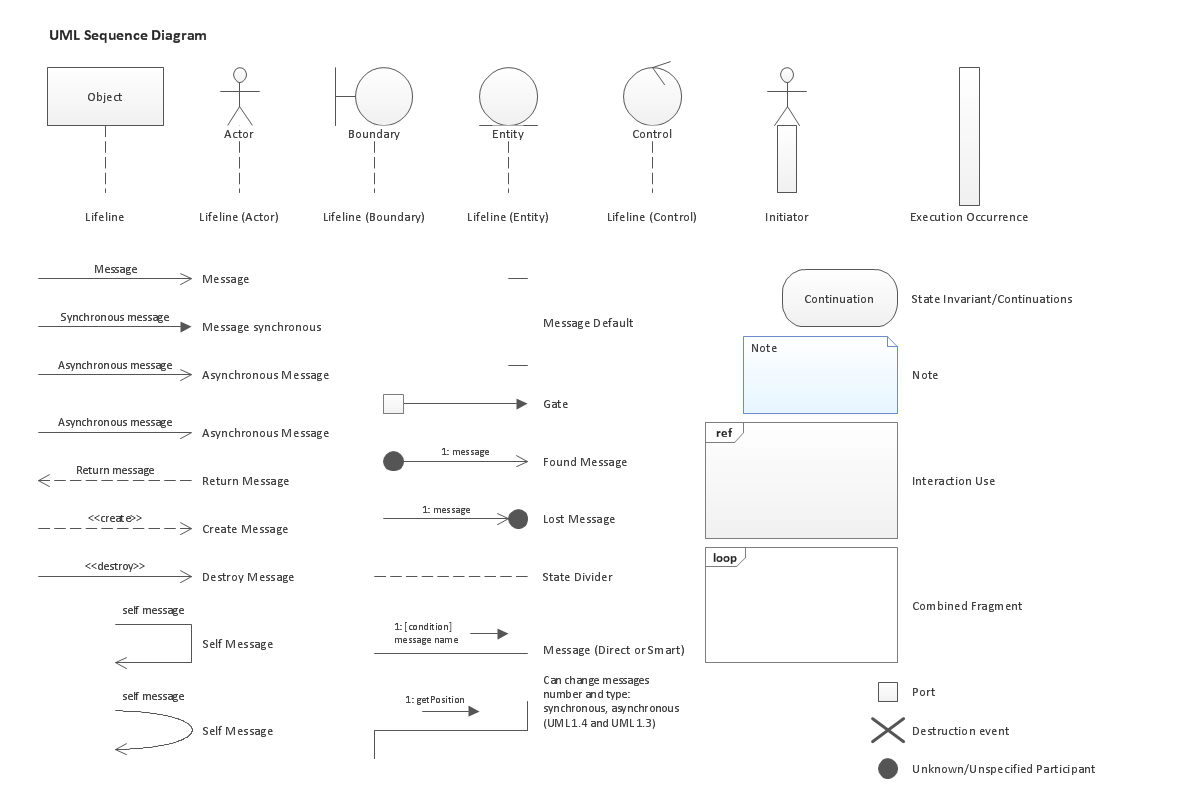 UML Sequence Diagram
Object
Actor
Boundary
Entity
Control
Lifeline
Lifeline (Actor)
Lifeline (Boundary)
Lifeline (Entity)
Lifeline (Control)
Initiator
Execution Occurrence
Message
Message
Synchronous message
Message synchronous
Asynchronous message
Asynchronous Message
Asynchronous message
Asynchronous Message
Return message
Return Message
<<create>>
Create Message
<<destroy>>
Destroy Message
self message
Self Message
self message
Self Message
Message Default
Gate
1: message
Found Message
1: message
Lost Message
State Divider
1: [condition]
message name
Message (Direct or Smart)
1: getPosition
Can change messages
number and type:
synchronous, asynchronous
(UML 1.4 and UML 1.3)
Continuation
State Invariant/Continuations
Note
Note
ref
Interaction Use
loop
Combined Fragment
Port
Destruction event
Unknown/Unspecified Participant